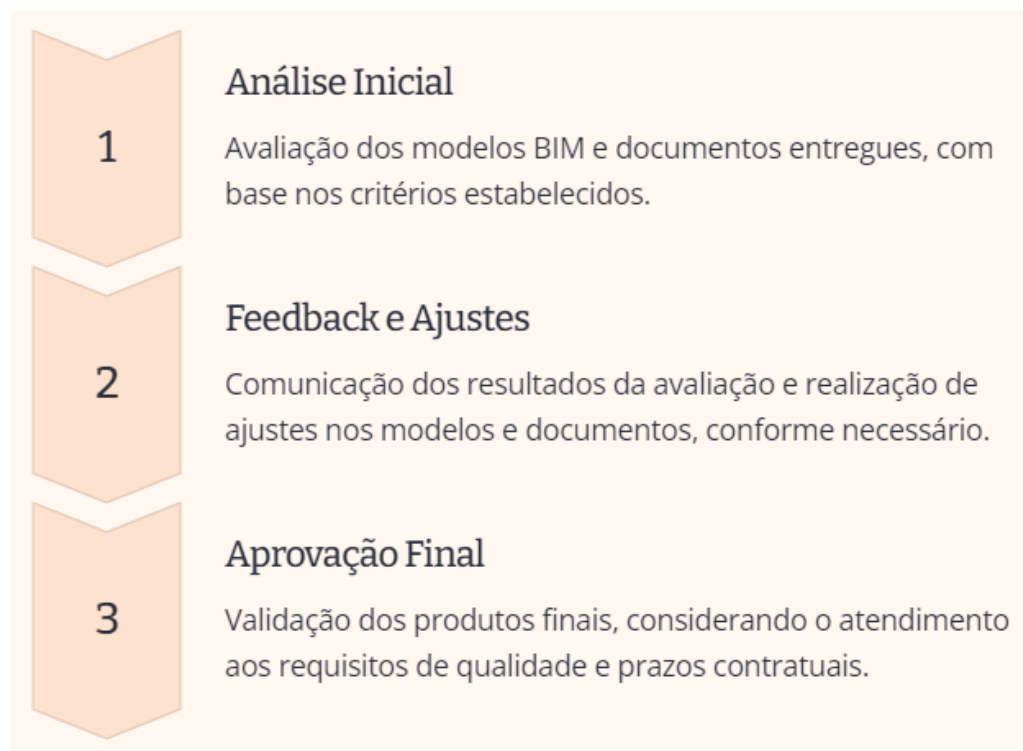 1
Análise Inicial
Avaliação dos modelos BIM e documentos entregues, com
base nos critérios estabelecidos.
2
Feedback e Ajustes
Comunicação dos resultados da avaliação e realização de
ajustes nos modelos e documentos, conforme necessário.
3
Aprovação Final
Validação dos produtos finais, considerando o atendimento
aos requisitos de qualidade e prazos contratuais.